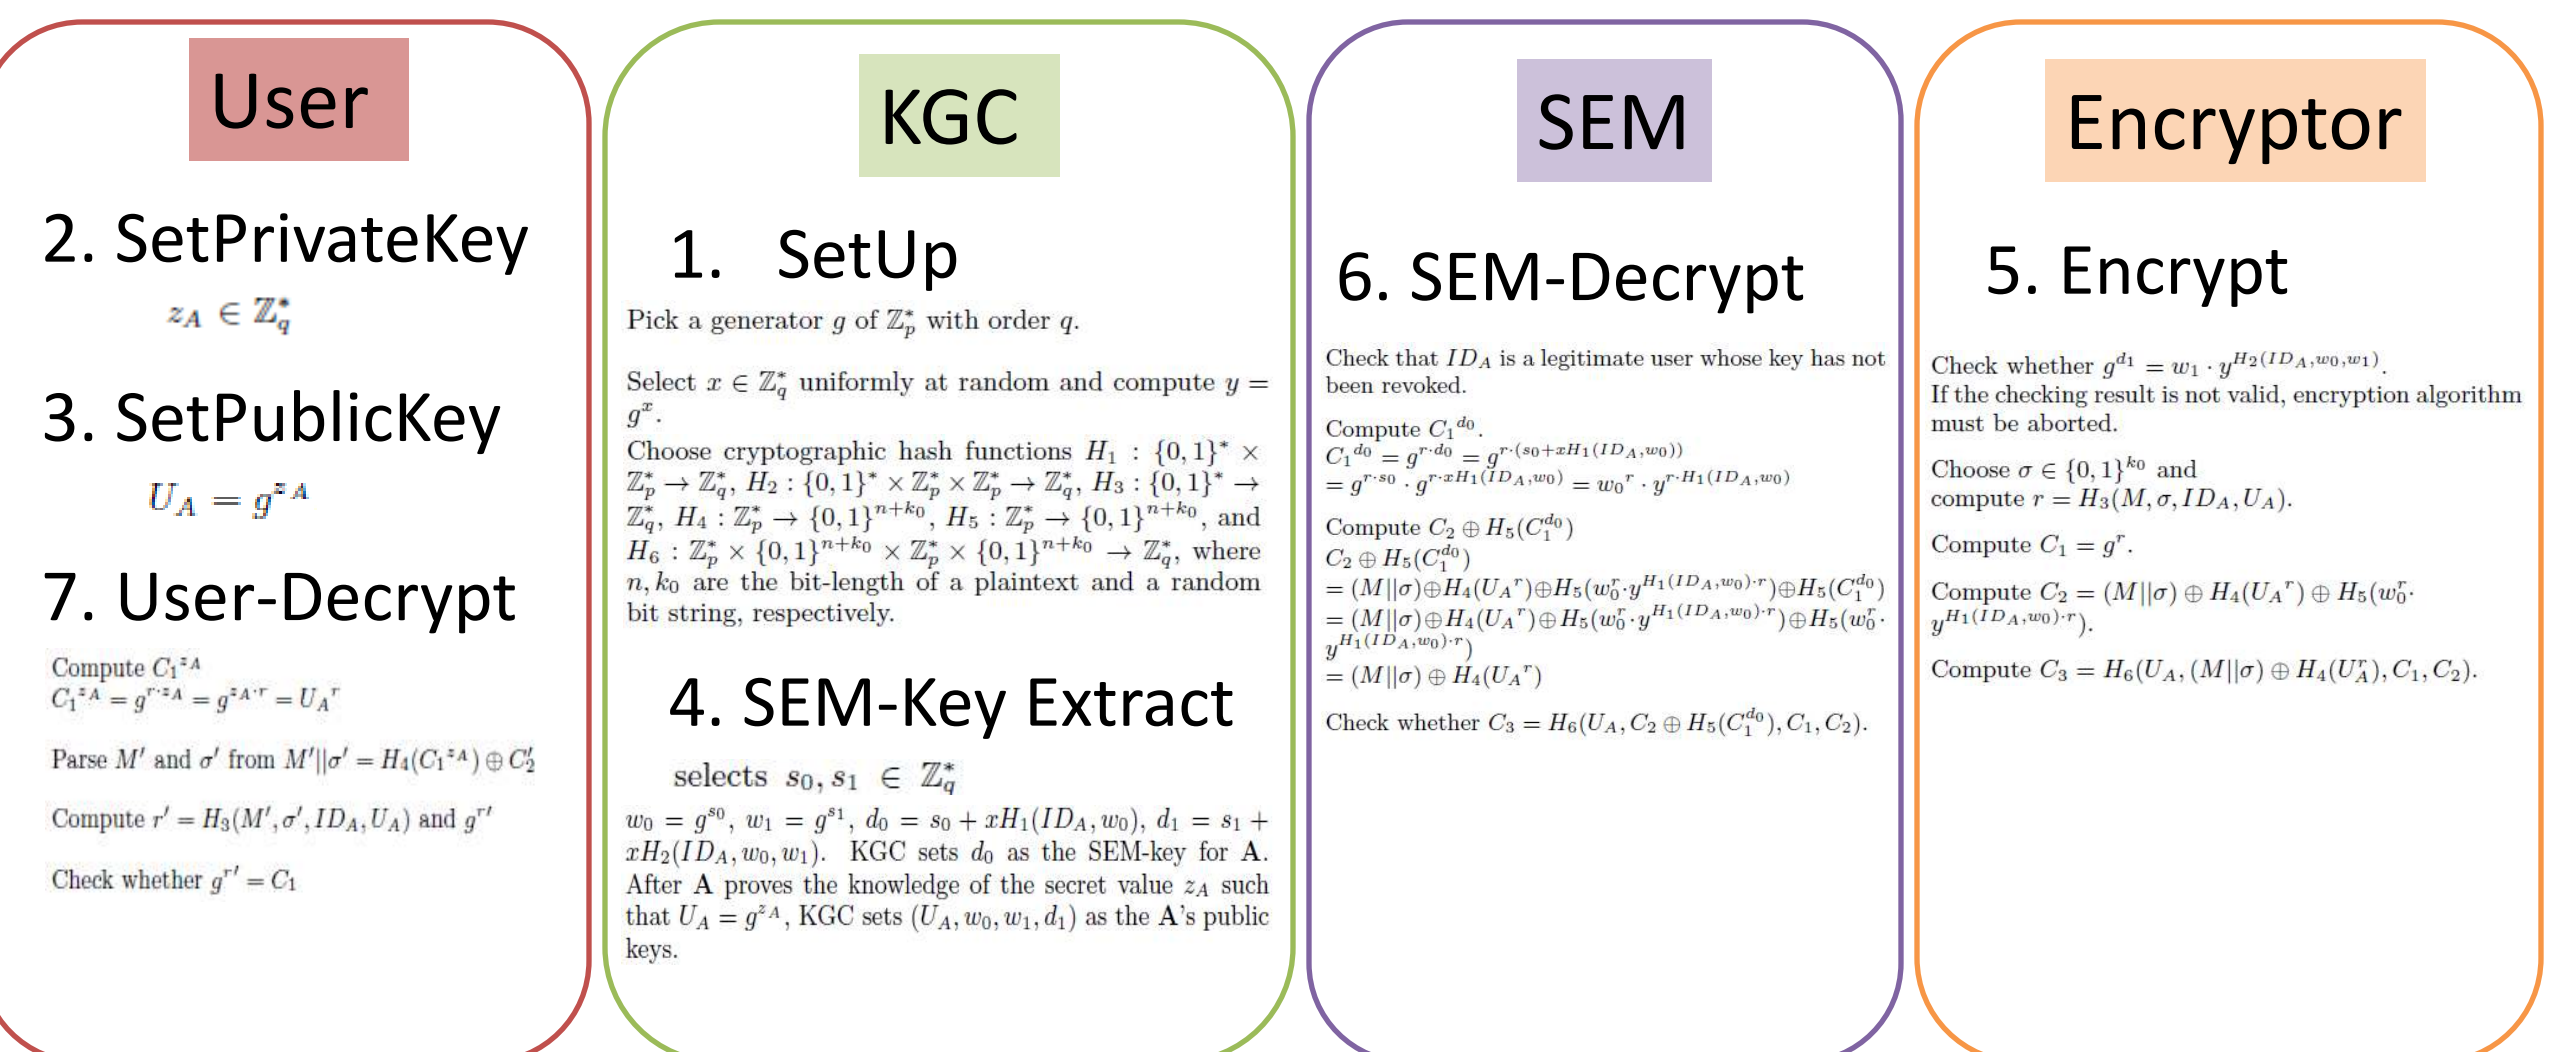 User
2. SetPrivateKey
z_A ∈ ℤ_q^*
3. SetPublicKey
U_A = g^{z_A}
7. User-Decrypt
Compute C_1^{z_A}
C_1^{z_A} = g^{r·z_A} = g^{z_A·r} = U_A^r
Parse M′ and σ′ from M′||σ′ = H_4(C_1^{z_A}) ⊕ C_2′
Compute r′ = H_3(M′, σ′, ID_A, U_A) and g^{r′}
Check whether g^{r′} = C_1
KGC
1. SetUp
Pick a generator g of ℤ_p^* with order q.
Select x ∈ ℤ_q^* uniformly at random and compute y =
g^x.
Choose cryptographic hash functions H_1 : {0,1}^* ×
ℤ_p^* → ℤ_q^*, H_2 : {0,1}^* × ℤ_p^* × ℤ_p^* → ℤ_q^*, H_3 : {0,1}^* →
ℤ_q^*, H_4 : ℤ_p^* → {0,1}^{n+k_0}, H_5 : ℤ_p^* → {0,1}^{n+k_0}, and
H_6 : ℤ_p^* × {0,1}^{n+k_0} × ℤ_p^* × {0,1}^{n+k_0} → ℤ_q^*, where
n, k_0 are the bit-length of a plaintext and a random
bit string, respectively.
4. SEM-Key Extract
selects s_0, s_1 ∈ ℤ_q^*
w_0 = g^{s_0}, w_1 = g^{s_1}, d_0 = s_0 + xH_1(ID_A, w_0), d_1 = s_1 +
xH_2(ID_A, w_0, w_1). KGC sets d_0 as the SEM-key for A.
After A proves the knowledge of the secret value z_A such
that U_A = g^{z_A}, KGC sets (U_A, w_0, w_1, d_1) as the A's public
keys.
SEM
6. SEM-Decrypt
Check that ID_A is a legitimate user whose key has not
been revoked.
Compute C_1^{d_0}.
C_1^{d_0} = g^{r·d_0} = g^{r·(s_0+xH_1(ID_A,w_0))}
= g^{r·s_0} · g^{r·xH_1(ID_A,w_0)} = w_0^r · y^{r·H_1(ID_A,w_0)}
Compute C_2 ⊕ H_5(C_1^{d_0})
C_2 ⊕ H_5(C_1^{d_0})
= (M||σ)⊕H_4(U_A^r)⊕H_5(w_0^r·y^{H_1(ID_A,w_0)·r})⊕H_5(C_1^{d_0})
= (M||σ)⊕H_4(U_A^r)⊕H_5(w_0^r·y^{H_1(ID_A,w_0)·r})⊕H_5(w_0^r·
y^{H_1(ID_A,w_0)·r})
= (M||σ) ⊕ H_4(U_A^r)
Check whether C_3 = H_6(U_A, C_2 ⊕ H_5(C_1^{d_0}), C_1, C_2).
Encryptor
5. Encrypt
Check whether g^{d_1} = w_1 · y^{H_2(ID_A,w_0,w_1)}.
If the checking result is not valid, encryption algorithm
must be aborted.
Choose σ ∈ {0,1}^{k_0} and
compute r = H_3(M, σ, ID_A, U_A).
Compute C_1 = g^r.
Compute C_2 = (M||σ) ⊕ H_4(U_A^r) ⊕ H_5(w_0^r·
y^{H_1(ID_A,w_0)·r}).
Compute C_3 = H_6(U_A, (M||σ) ⊕ H_4(U_A^r), C_1, C_2).